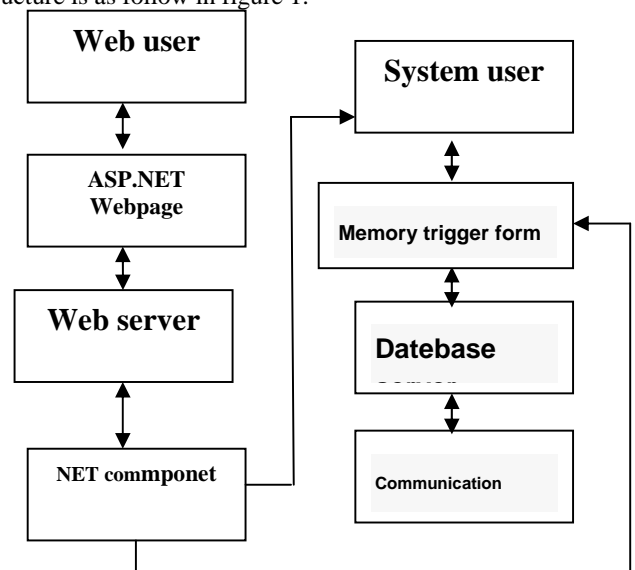 ucture is as follow in figure 1:
Web user
System user
ASP.NET
Webpage
Memory trigger form
Web server
Datebase
NET commponet
Communication